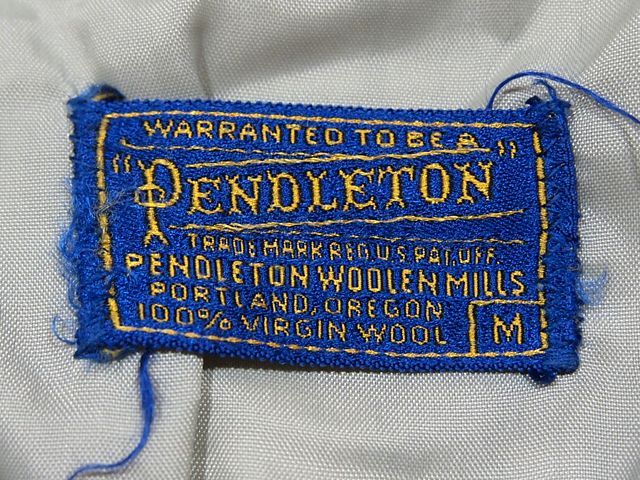 WARRANTED TO BE A
"PENDLETON"
TRADE MARK REG. U.S. PAT. OFF.
PENDLETON WOOLEN MILLS
PORTLAND, OREGON
100% VIRGIN WOOL
M